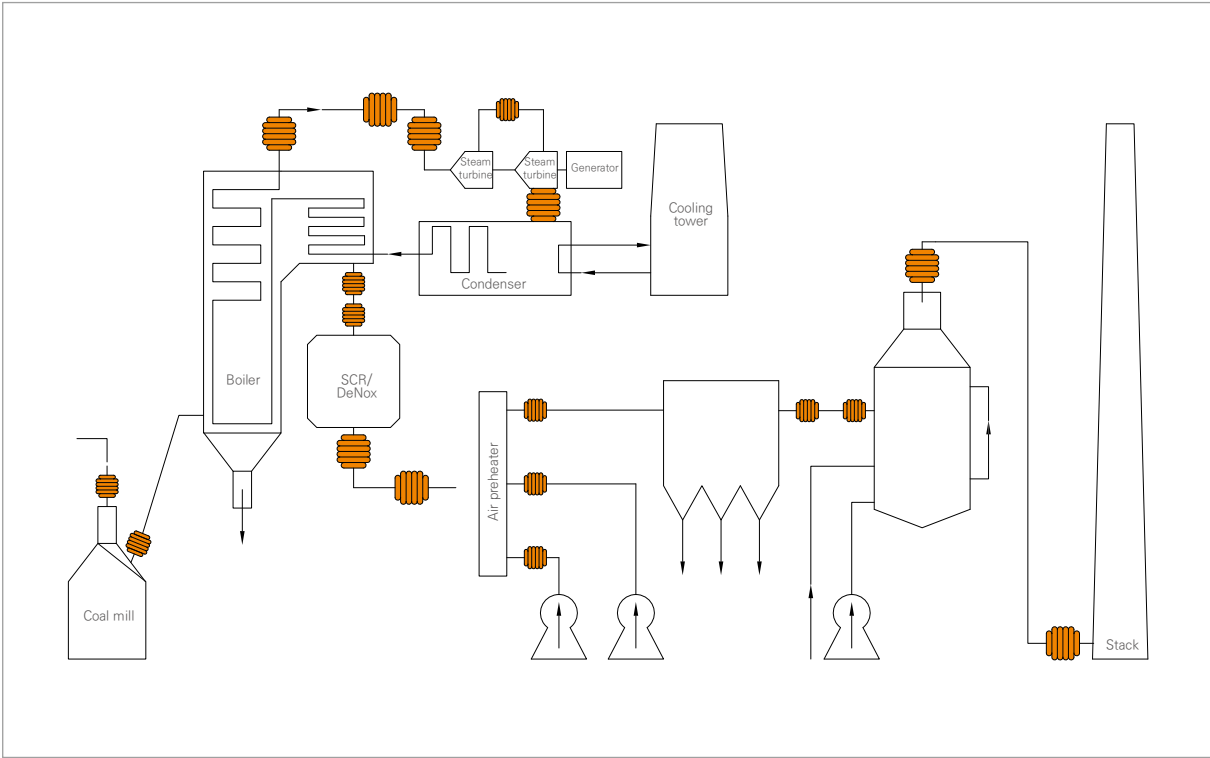 Steam
turbine
Steam
turbine
Generator
Cooling
tower
Condenser
Boiler
SCR/
DeNox
Air preheater
Coal mill
Stack